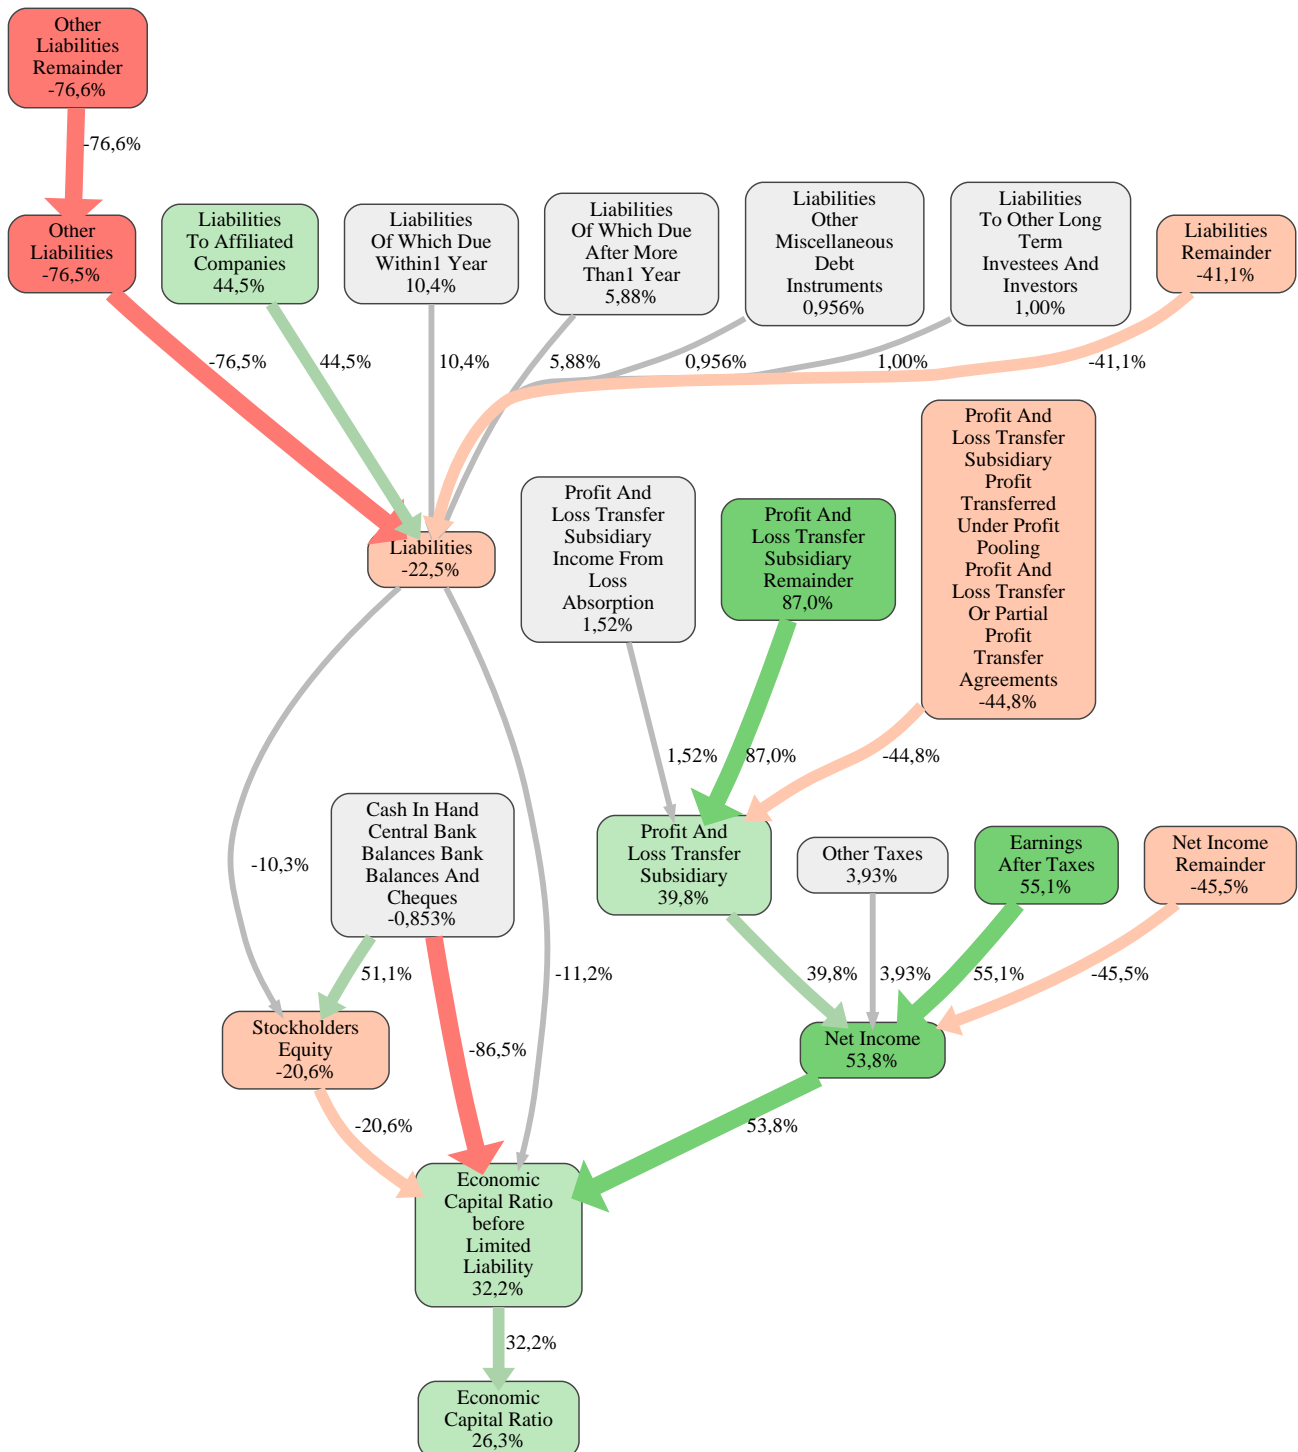 Other
Liabilities
Remainder
-76,6%
-76,6%
Other
Liabilities
-76,5%
Liabilities
To Affiliated
Companies
44,5%
Liabilities
Of Which Due
Within1 Year
10,4%
Liabilities
Of Which Due
After More
Than1 Year
5,88%
Liabilities
Other
Miscellaneous
Debt
Instruments
0,956%
Liabilities
To Other Long
Term
Investees And
Investors
1,00%
Liabilities
Remainder
-41,1%
-76,5%
44,5%
10,4%
5,88%
0,956%
1,00%
-41,1%
Liabilities
-22,5%
Profit And
Loss Transfer
Subsidiary
Income From
Loss
Absorption
1,52%
Profit And
Loss Transfer
Subsidiary
Remainder
87,0%
Profit And
Loss Transfer
Subsidiary
Profit
Transferred
Under Profit
Pooling
Profit And
Loss Transfer
Or Partial
Profit
Transfer
Agreements
-44,8%
1,52%
87,0%
-44,8%
-10,3%
Cash In Hand
Central Bank
Balances Bank
Balances And
Cheques
-0,853%
-11,2%
Profit And
Loss Transfer
Subsidiary
39,8%
Other Taxes
3,93%
Earnings
After Taxes
55,1%
Net Income
Remainder
-45,5%
51,1%
-86,5%
39,8%
3,93%
55,1%
-45,5%
Stockholders
Equity
-20,6%
Net Income
53,8%
-20,6%
53,8%
Economic
Capital Ratio
before
Limited
Liability
32,2%
32,2%
Economic
Capital Ratio
26,3%